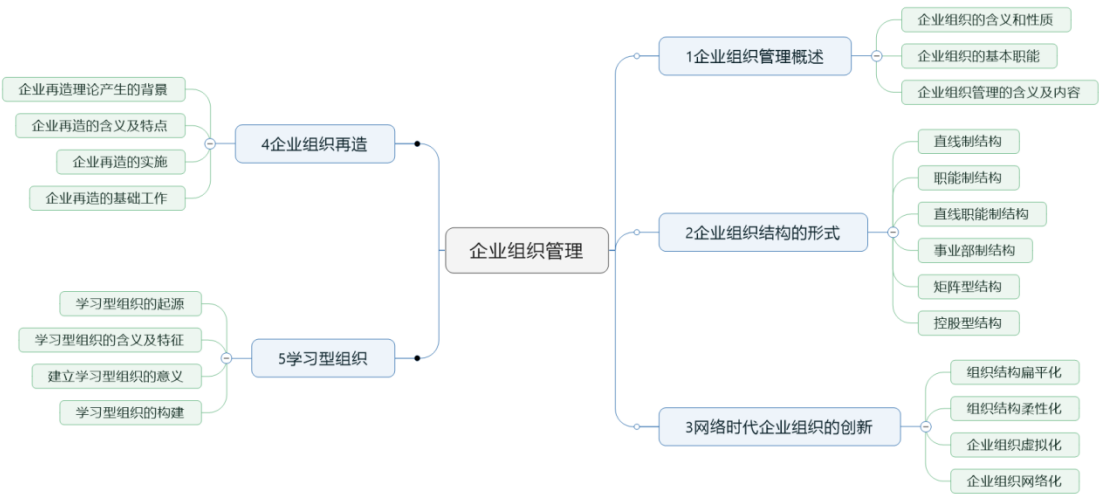 企业组织管理
1企业组织管理概述
企业组织的含义和性质
企业组织的基本职能
企业组织管理的含义及内容
2企业组织结构的形式
直线制结构
职能制结构
直线职能制结构
事业部制结构
矩阵型结构
控股型结构
3网络时代企业组织的创新
组织结构扁平化
组织结构柔性化
企业组织虚拟化
企业组织网络化
4企业组织再造
企业再造理论产生的背景
企业再造的含义及特点
企业再造的实施
企业再造的基础工作
5学习型组织
学习型组织的起源
学习型组织的含义及特征
建立学习型组织的意义
学习型组织的构建